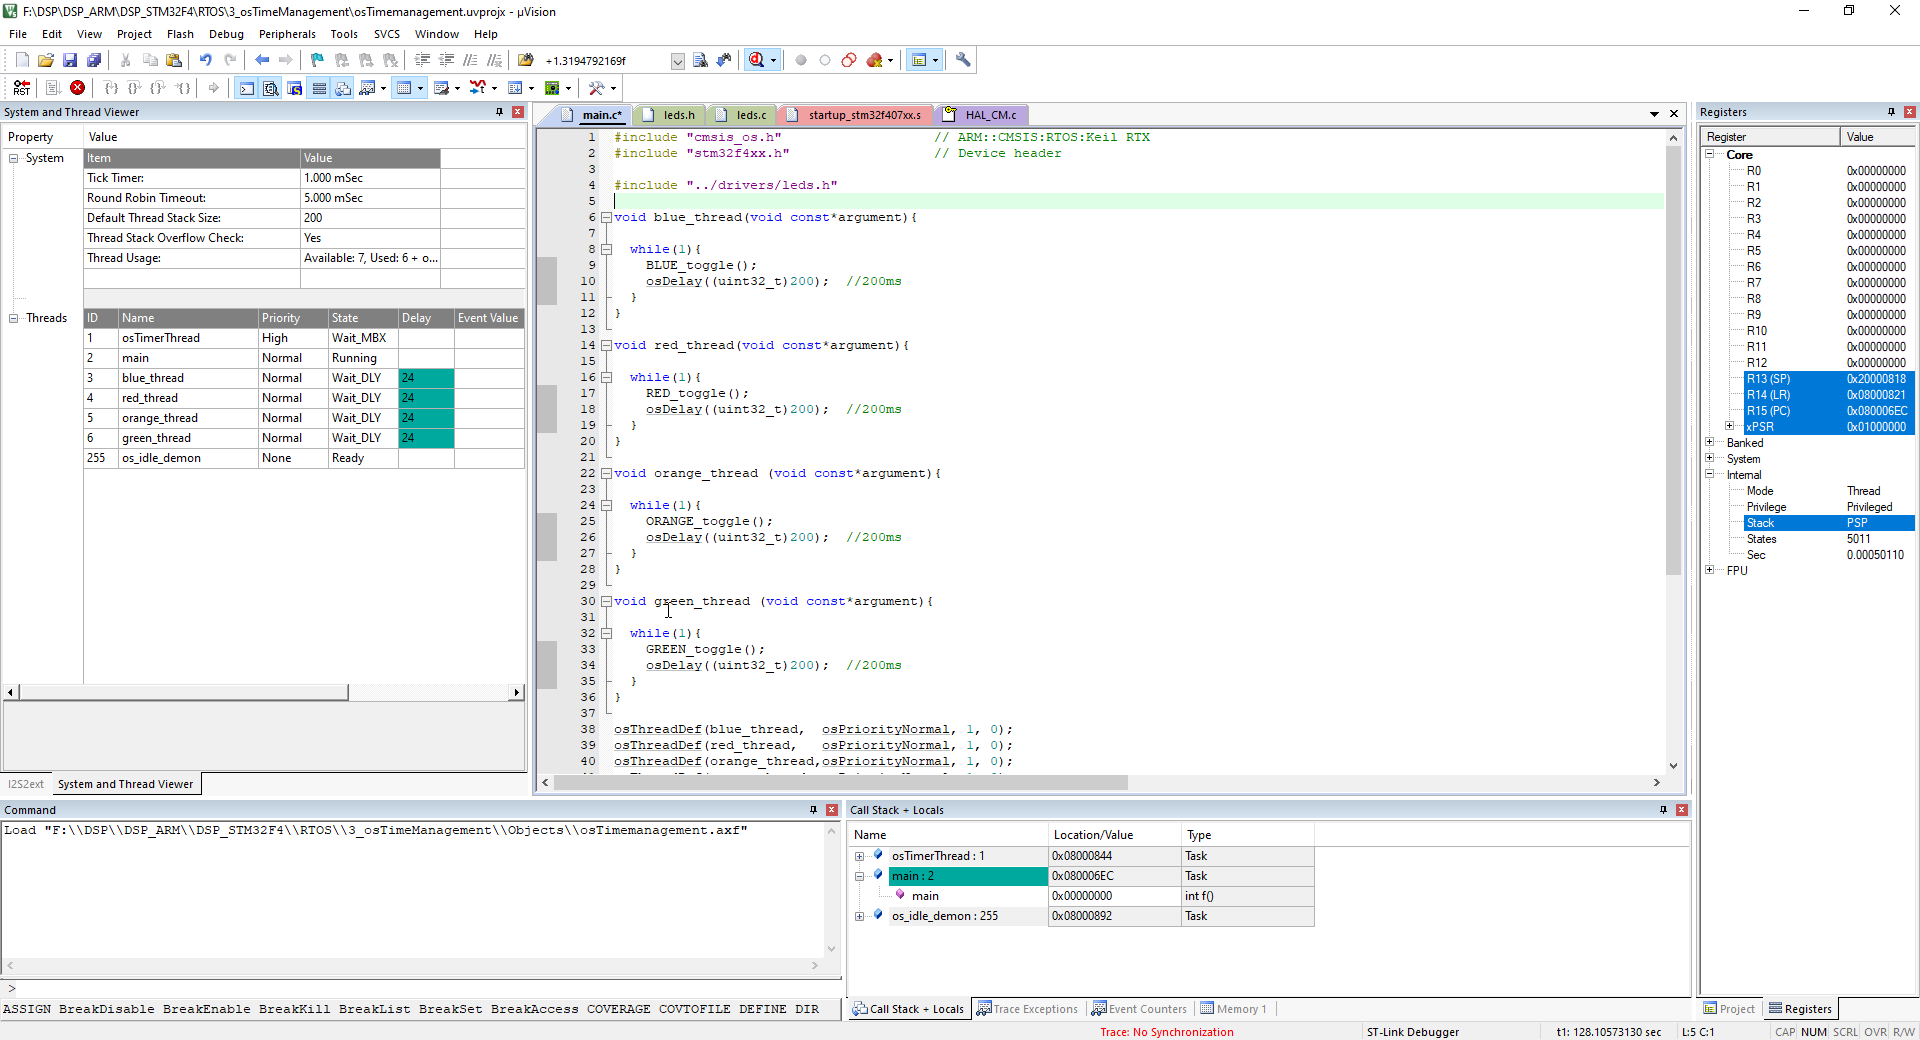 F:\DSP\DSP_ARM\DSP_STM32F4\RTOS\3_osTimeManagement\osTimemanagement.uvprojx - µVision
File Edit View Project Flash Debug Peripherals Tools SVCS Window Help
+1.3194792169f
RST
System and Thread Viewer
Property Value
System
Item Value
Tick Timer: 1.000 mSec
Round Robin Timeout: 5.000 mSec
Default Thread Stack Size: 200
Thread Stack Overflow Check: Yes
Thread Usage: Available: 7, Used: 6 + o...
Threads
ID Name Priority State Delay Event Value
1 osTimerThread High Wait_MBX
2 main Normal Running
3 blue_thread Normal Wait_DLY 24
4 red_thread Normal Wait_DLY 24
5 orange_thread Normal Wait_DLY 24
6 green_thread Normal Wait_DLY 24
255 os_idle_demon None Ready
I2S2ext System and Thread Viewer
main.c* leds.h leds.c startup_stm32f407xx.s HAL_CM.c
1 #include "cmsis_os.h" // ARM::CMSIS:RTOS:Keil RTX
2 #include "stm32f4xx.h" // Device header
3
4 #include "../drivers/leds.h"
5
6 void blue_thread(void const*argument){
7
8 while(1){
9 BLUE_toggle();
10 osDelay((uint32_t)200); //200ms
11 }
12 }
13
14 void red_thread(void const*argument){
15
16 while(1){
17 RED_toggle();
18 osDelay((uint32_t)200); //200ms
19 }
20 }
21
22 void orange_thread (void const*argument){
23
24 while(1){
25 ORANGE_toggle();
26 osDelay((uint32_t)200); //200ms
27 }
28 }
29
30 void green_thread (void const*argument){
31
32 while(1){
33 GREEN_toggle();
34 osDelay((uint32_t)200); //200ms
35 }
36 }
37
38 osThreadDef(blue_thread, osPriorityNormal, 1, 0);
39 osThreadDef(red_thread, osPriorityNormal, 1, 0);
40 osThreadDef(orange_thread,osPriorityNormal, 1, 0);
Registers
Register Value
Core
R0 0x00000000
R1 0x00000000
R2 0x00000000
R3 0x00000000
R4 0x00000000
R5 0x00000000
R6 0x00000000
R7 0x00000000
R8 0x00000000
R9 0x00000000
R10 0x00000000
R11 0x00000000
R12 0x00000000
R13 (SP) 0x20000818
R14 (LR) 0x08000821
R15 (PC) 0x080006EC
xPSR 0x01000000
Banked
System
Internal
Mode Thread
Privilege Privileged
Stack PSP
States 5011
Sec 0.00050110
FPU
Project Registers
Command
Load "F:\\DSP\\DSP_ARM\\DSP_STM32F4\\RTOS\\3_osTimeManagement\\Objects\\osTimemanagement.axf"
>
ASSIGN BreakDisable BreakEnable BreakKill BreakList BreakSet BreakAccess COVERAGE COVTOFILE DEFINE DIR
Call Stack + Locals
Name Location/Value Type
osTimerThread : 1 0x08000844 Task
main : 2 0x080006EC Task
main 0x00000000 int f()
os_idle_demon : 255 0x08000892 Task
Call Stack + Locals Trace Exceptions Event Counters Memory 1
Trace: No Synchronization ST-Link Debugger t1: 128.10573130 sec L:5 C:1 CAP NUM SCRL OVR R/W